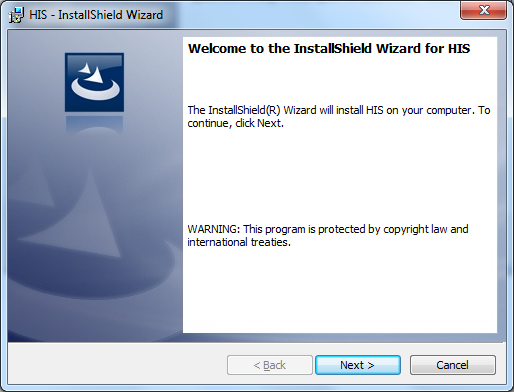 HIS - InstallShield Wizard
Welcome to the InstallShield Wizard for HIS
The InstallShield(R) Wizard will install HIS on your computer. To
continue, click Next.
WARNING: This program is protected by copyright law and
international treaties.
< Back
Next >
Cancel